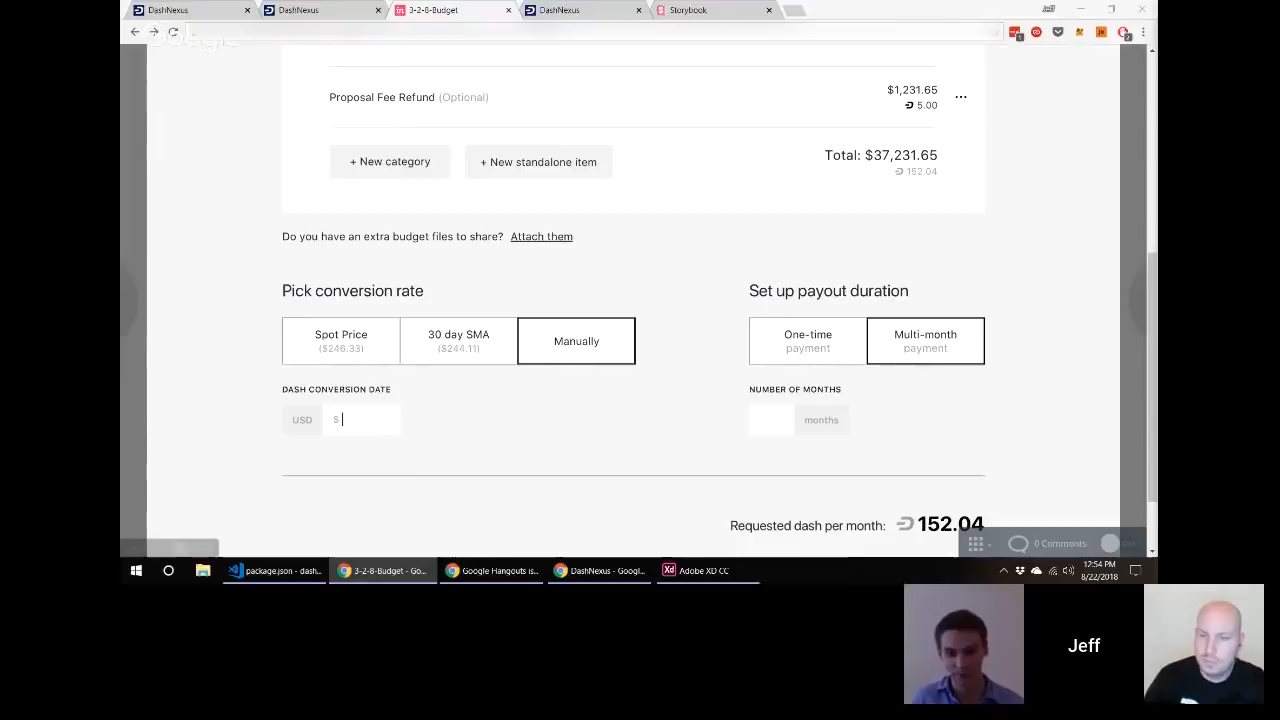 DashNexus
DashNexus
3-2-8-Budget
DashNexus
Storybook
Jeff
Google
Proposal Fee Refund (Optional)
$1,231.65
5.00
+ New category
+ New standalone item
Total: $37,231.65
152.04
Do you have an extra budget files to share? Attach them
Pick conversion rate
Set up payout duration
Spot Price
($246.33)
30 day SMA
($244.11)
Manually
One-time
payment
Multi-month
payment
DASH CONVERSION DATE
NUMBER OF MONTHS
USD
$
months
Requested dash per month: 152.04
0 Comments
package.json - dash...
3-2-8-Budget - Go...
Google Hangouts is...
DashNexus - Googl...
Xd Adobe XD CC
12:54 PM
8/22/2018
Jeff